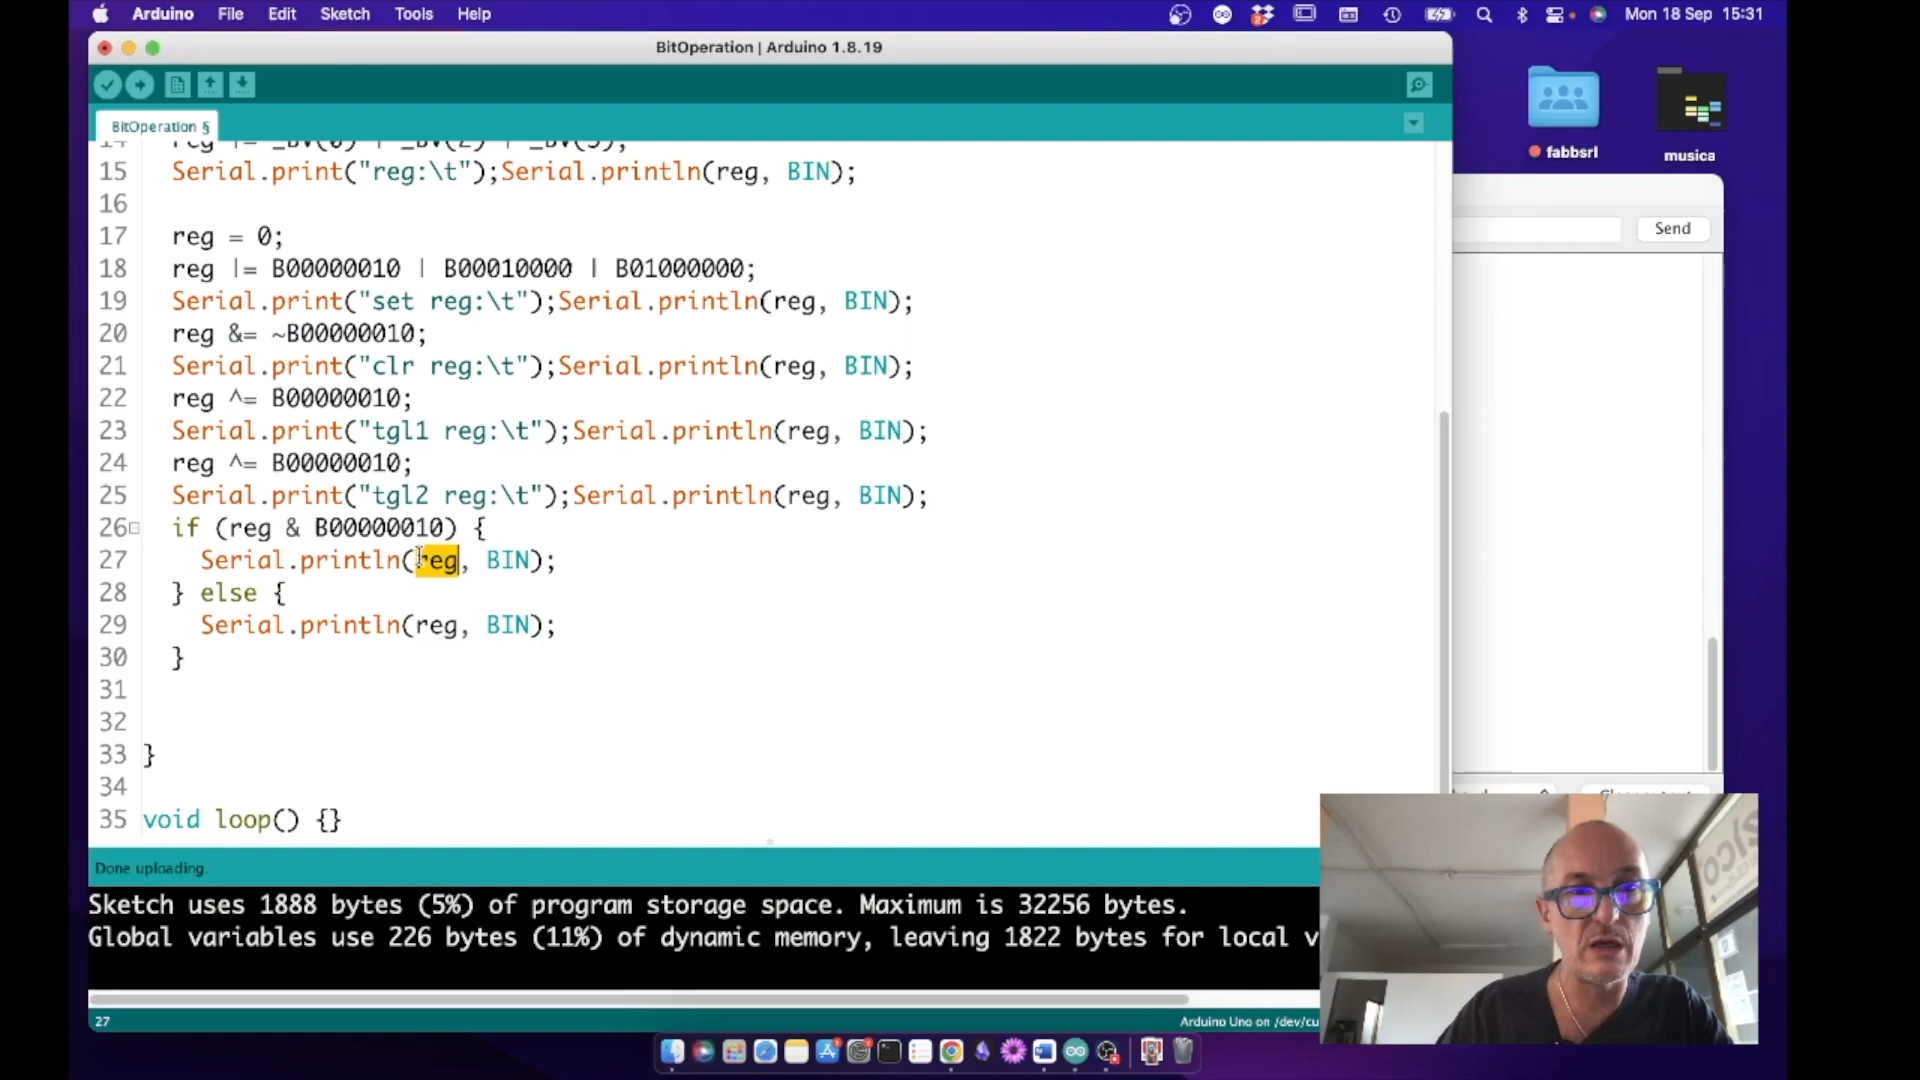 Arduino File Edit Sketch Tools Help Mon 18 Sep 15:31
BitOperation | Arduino 1.8.19
BitOperation §
14 reg |= _BV(0) | _BV(2) |
15 Serial.print("reg:\t");Serial.println(reg, BIN);
16
17 reg = 0;
18 reg |= B00000010 | B00010000 | B01000000;
19 Serial.print("set reg:\t");Serial.println(reg, BIN);
20 reg &= ~B00000010;
21 Serial.print("clr reg:\t");Serial.println(reg, BIN);
22 reg ^= B00000010;
23 Serial.print("tgl1 reg:\t");Serial.println(reg, BIN);
24 reg ^= B00000010;
25 Serial.print("tgl2 reg:\t");Serial.println(reg, BIN);
26 if (reg & B00000010) {
27 Serial.println(reg, BIN);
28 } else {
29 Serial.println(reg, BIN);
30 }
31
32
33 }
34
35 void loop() {}
Done uploading.
Sketch uses 1888 bytes (5%) of program storage space. Maximum is 32256 bytes.
Global variables use 226 bytes (11%) of dynamic memory, leaving 1822 bytes for local v
27
Arduino Uno on /dev/cu
fabbsrl
musica
Send